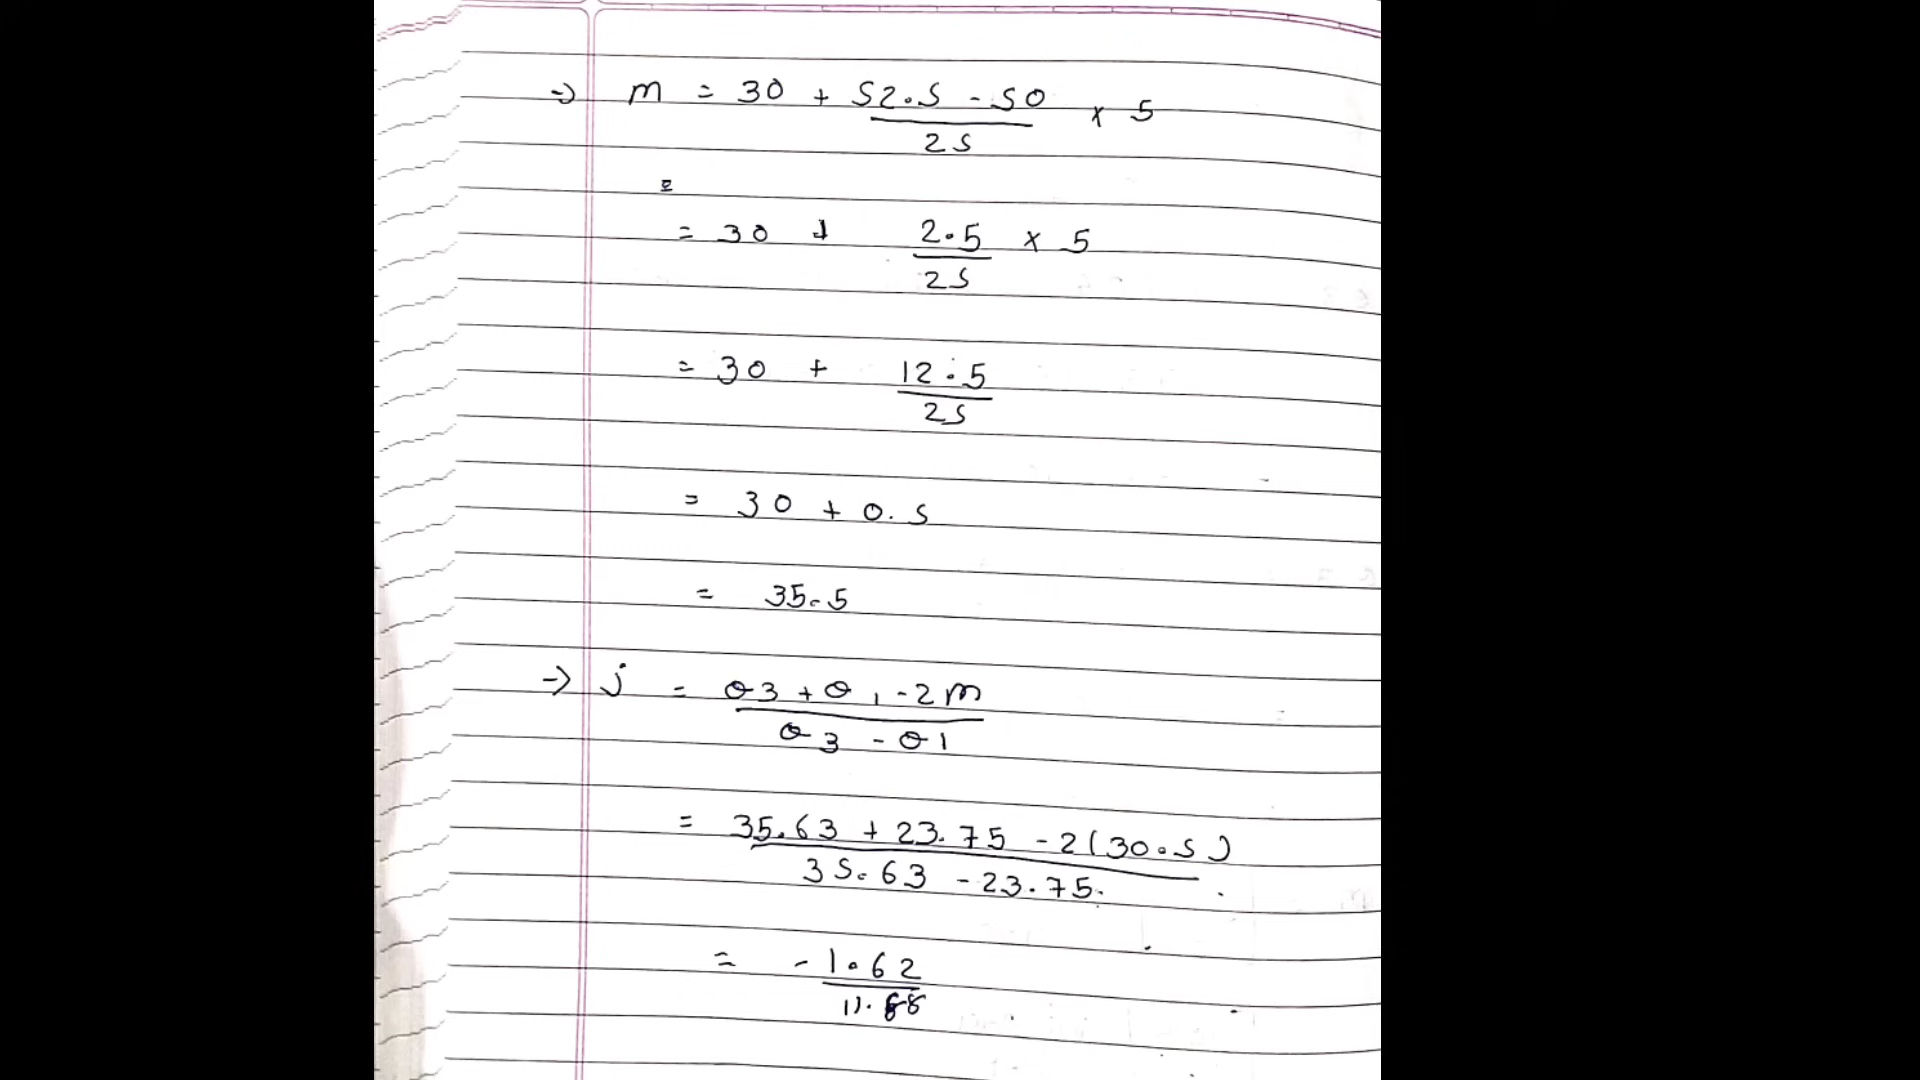 ⇒ m = 30 + 52.5 - 50 / 25 × 5
=
= 30 + 2.5 / 25 × 5
= 30 + 12.5 / 25
= 30 + 0.5
= 35.5
→ j = Q3 + Q1 - 2m / Q3 - Q1
= 35.63 + 23.75 - 2(30.5) / 35.63 - 23.75.
= - 1.62 / 11.88